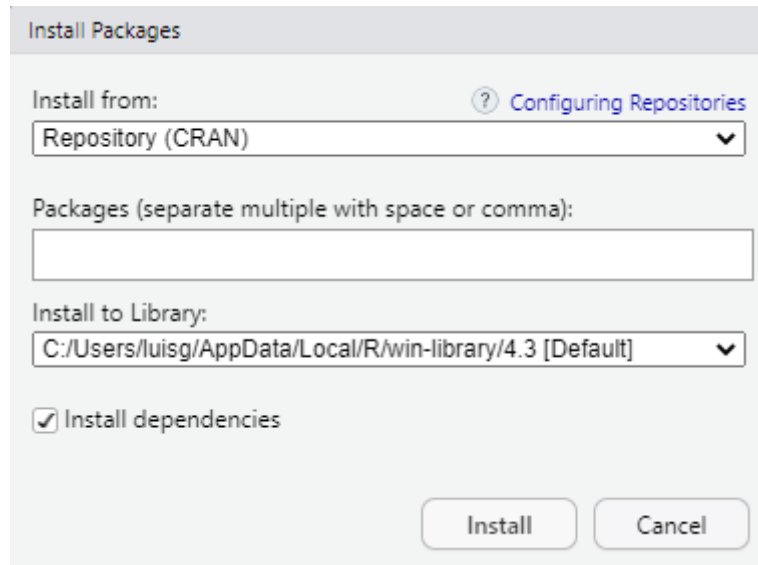 Install Packages
Install from:
? Configuring Repositories
Repository (CRAN)
Packages (separate multiple with space or comma):
Install to Library:
C:/Users/luisg/AppData/Local/R/win-library/4.3 [Default]
Install dependencies
Install
Cancel